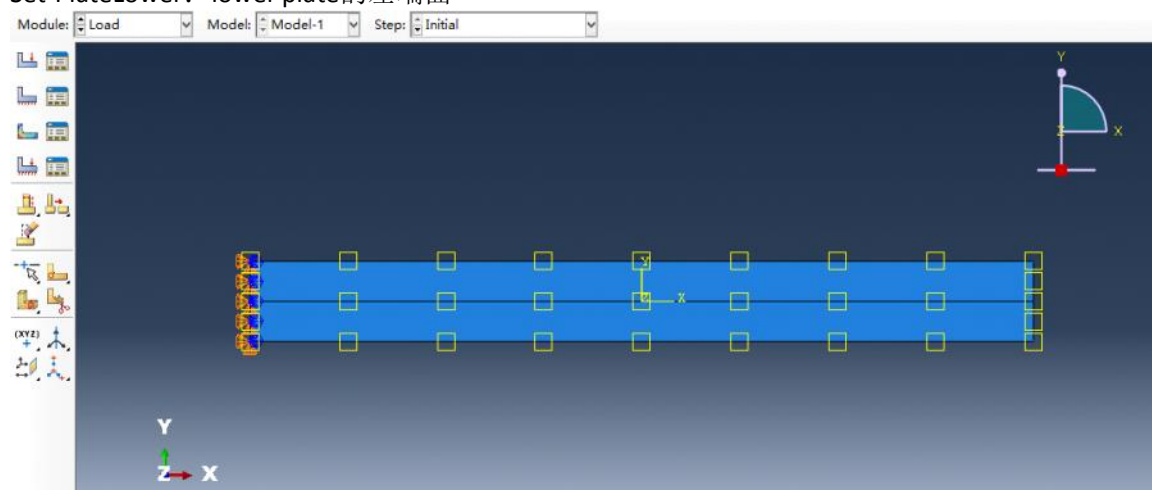 Set-PlateLower: lower plate的左端面
Module: Load Model: Model-1 Step: Initial
Y
Z X
Y
Z X
(XYZ)
Y
Z X